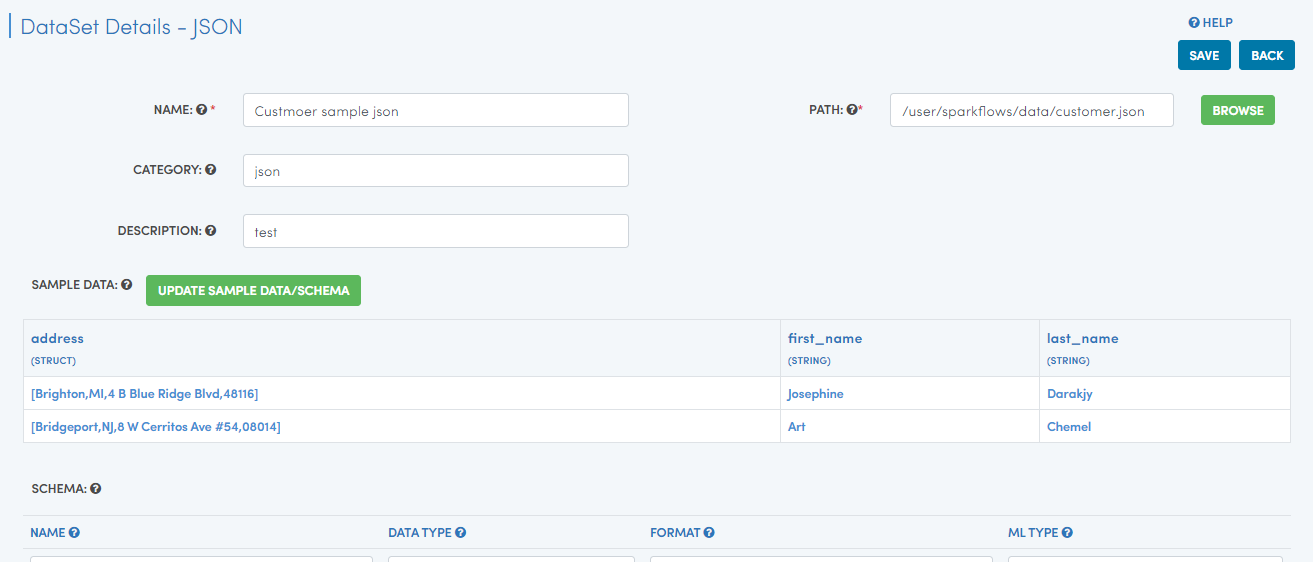 DataSet Details - JSON
HELP
SAVE BACK
NAME: * Custmoer sample json PATH: * /user/sparkflows/data/customer.json BROWSE
CATEGORY: json
DESCRIPTION: test
SAMPLE DATA: UPDATE SAMPLE DATA/SCHEMA
address first_name last_name
(STRUCT) (STRING) (STRING)
[Brighton,MI,4 B Blue Ridge Blvd,48116] Josephine Darakjy
[Bridgeport,NJ,8 W Cerritos Ave #54,08014] Art Chemel
SCHEMA:
NAME DATA TYPE FORMAT ML TYPE